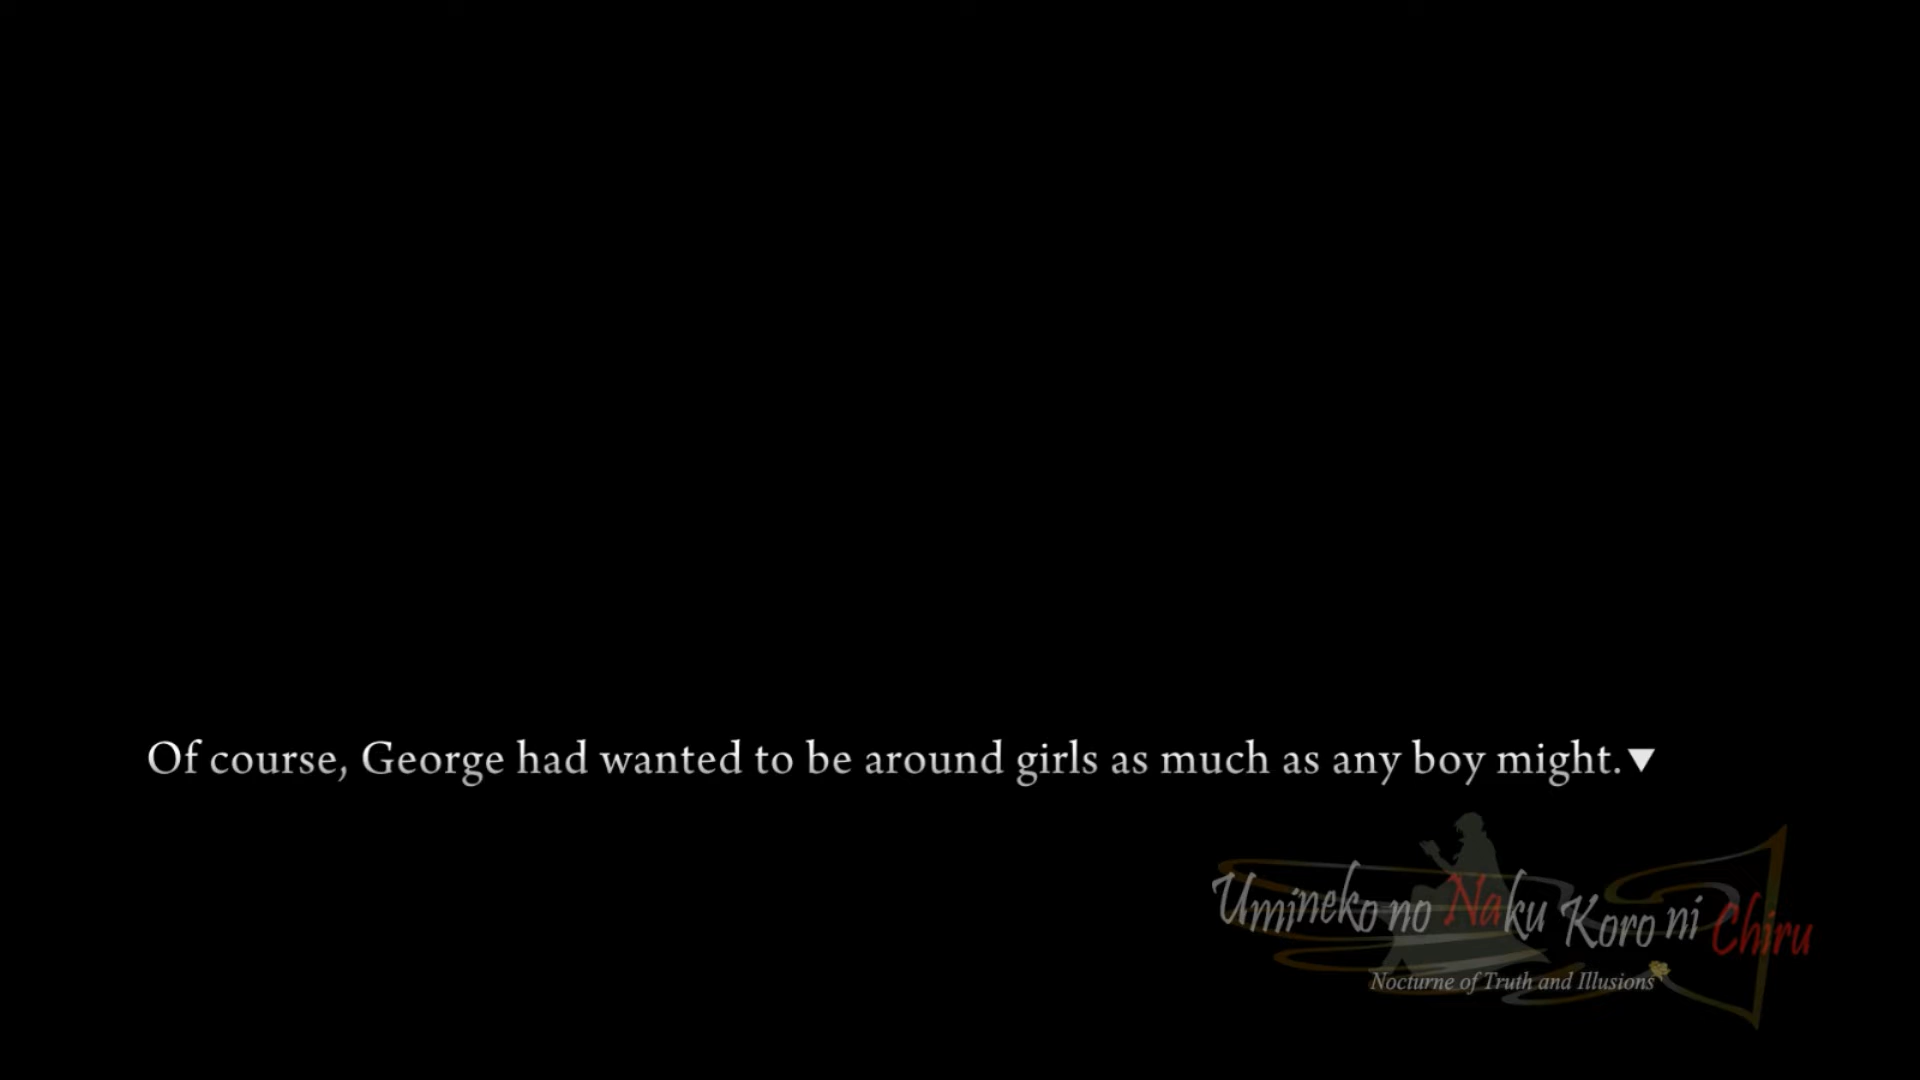 Of course, George had wanted to be around girls as much as any boy might.
Umineko no Naku Koro ni Chiru
Nocturne of Truth and Illusions